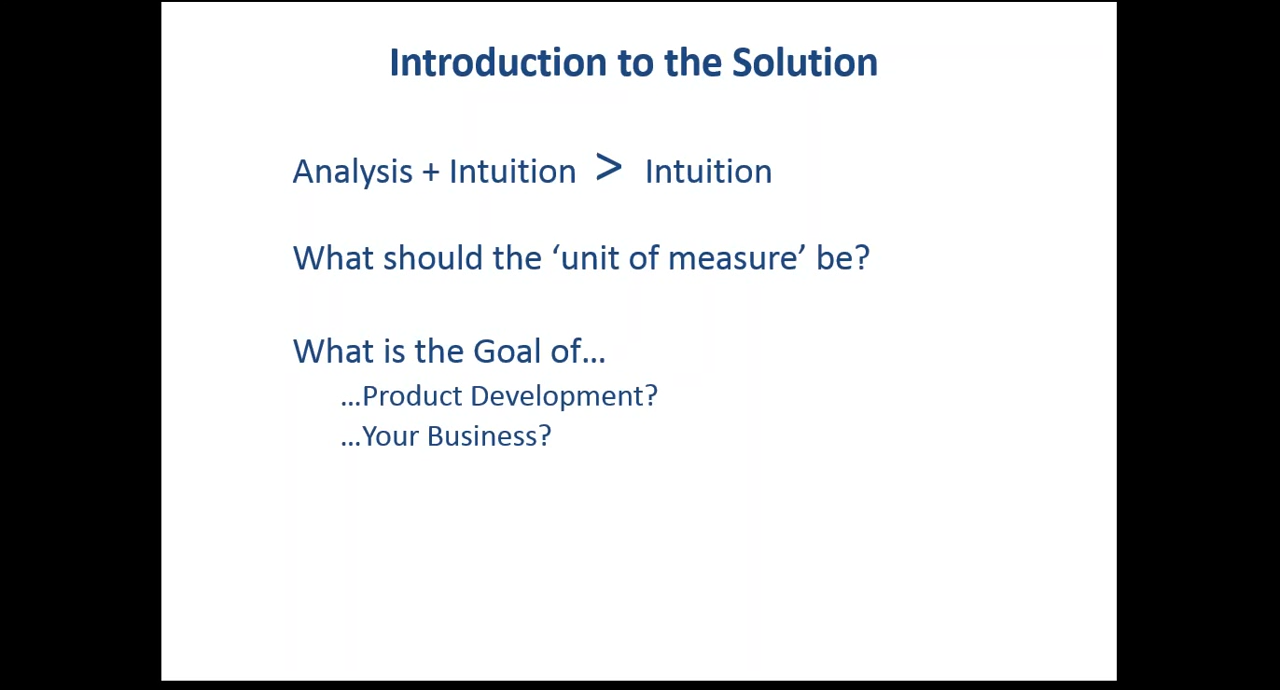 Introduction to the Solution
Analysis + Intuition > Intuition
What should the ‘unit of measure’ be?
What is the Goal of…
…Product Development?
…Your Business?